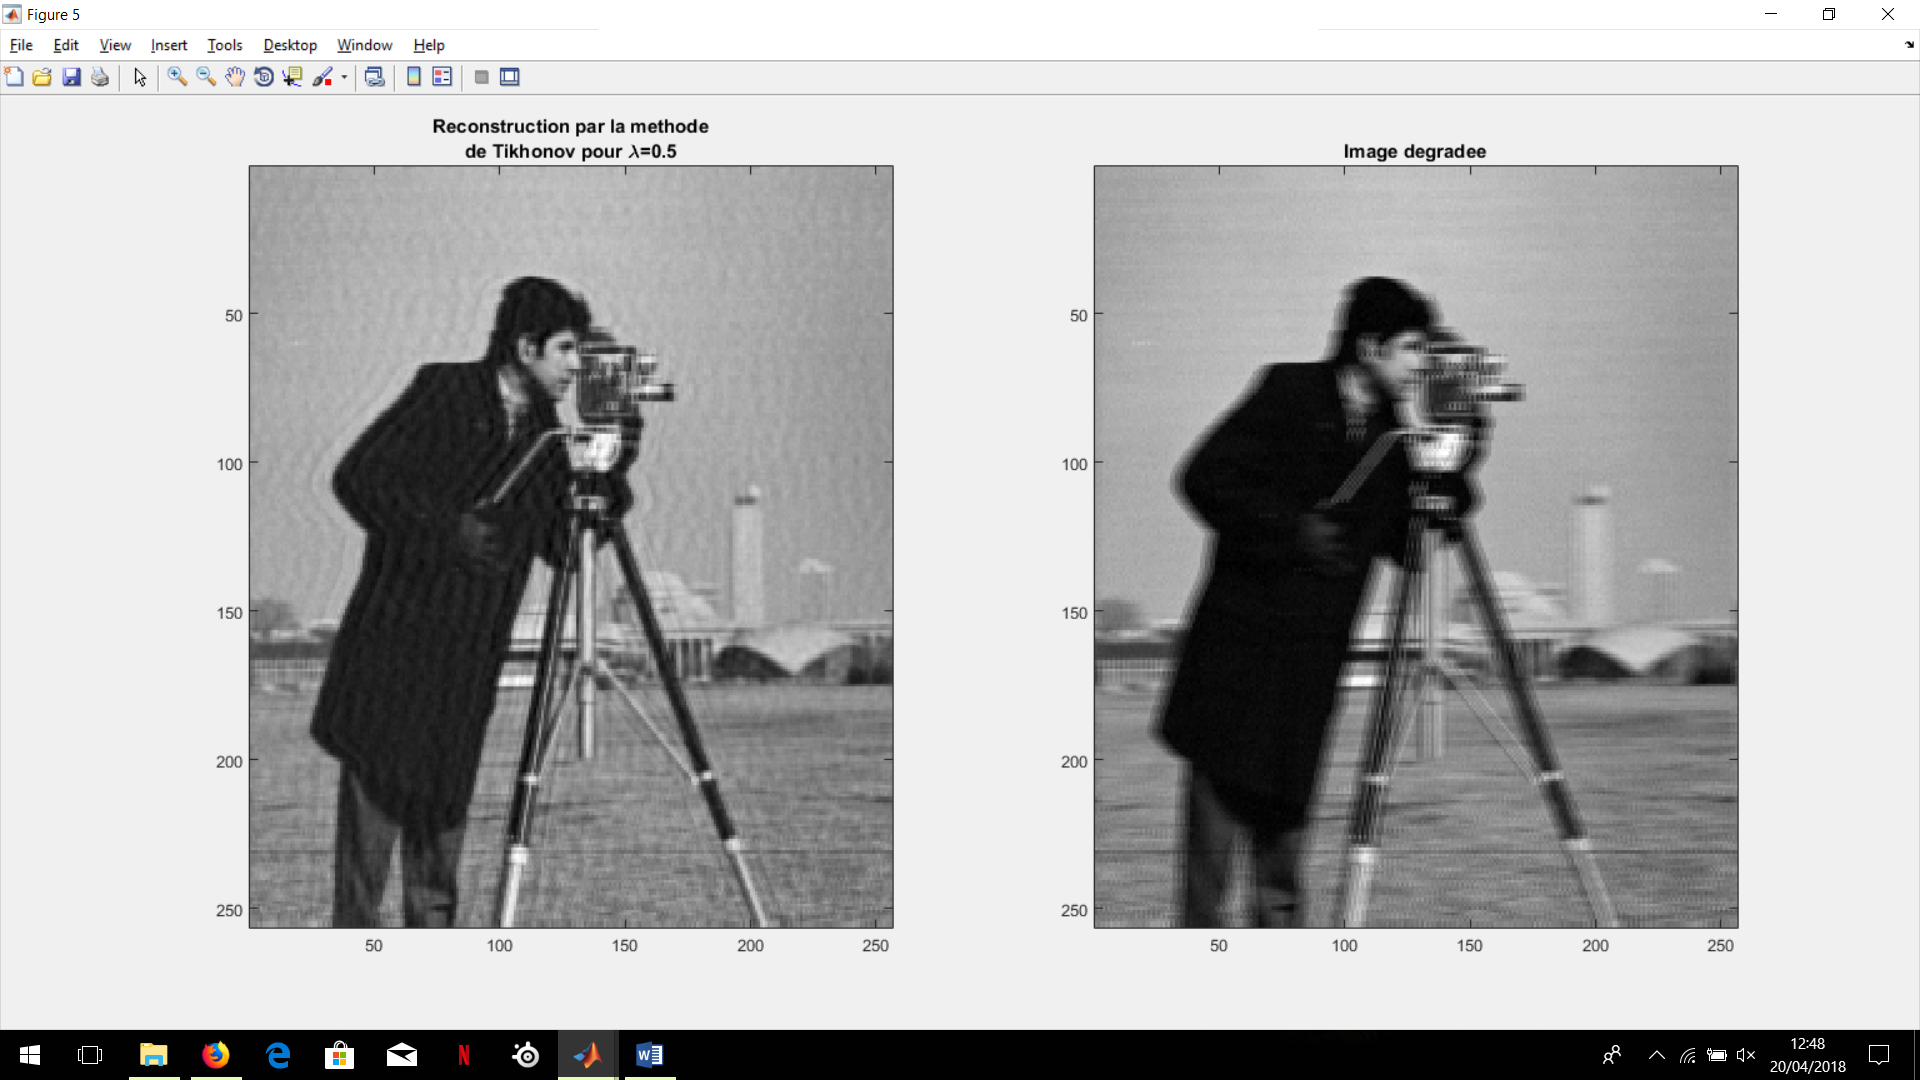 Figure 5
File Edit View Insert Tools Desktop Window Help
Reconstruction par la methode
de Tikhonov pour λ=0.5
50
100
150
200
250
50 100 150 200 250
Image degradee
50
100
150
200
250
50 100 150 200 250
12:48
20/04/2018